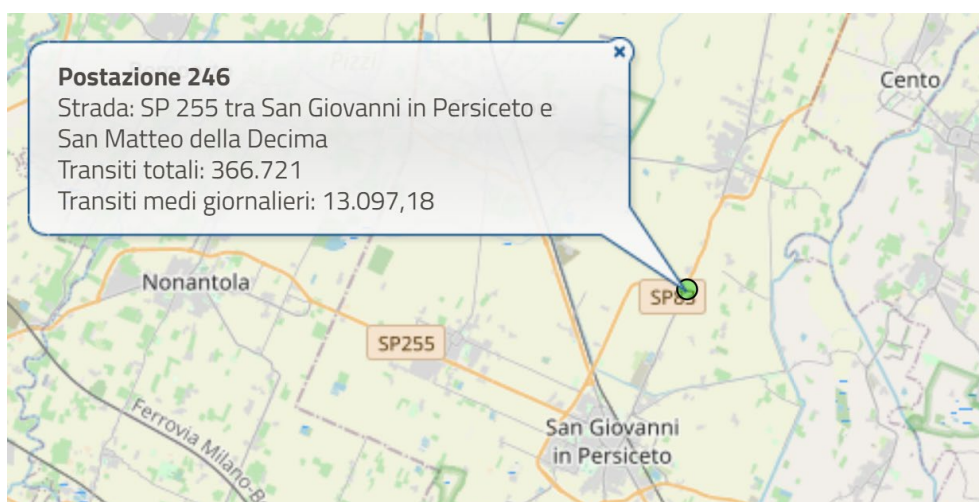 Postazione 246
Strada: SP 255 tra San Giovanni in Persiceto e
San Matteo della Decima
Transiti totali: 366.721
Transiti medi giornalieri: 13.097,18
Cento
Nonantola
SP255
San Giovanni
in Persiceto
Ferrovia Milano-B